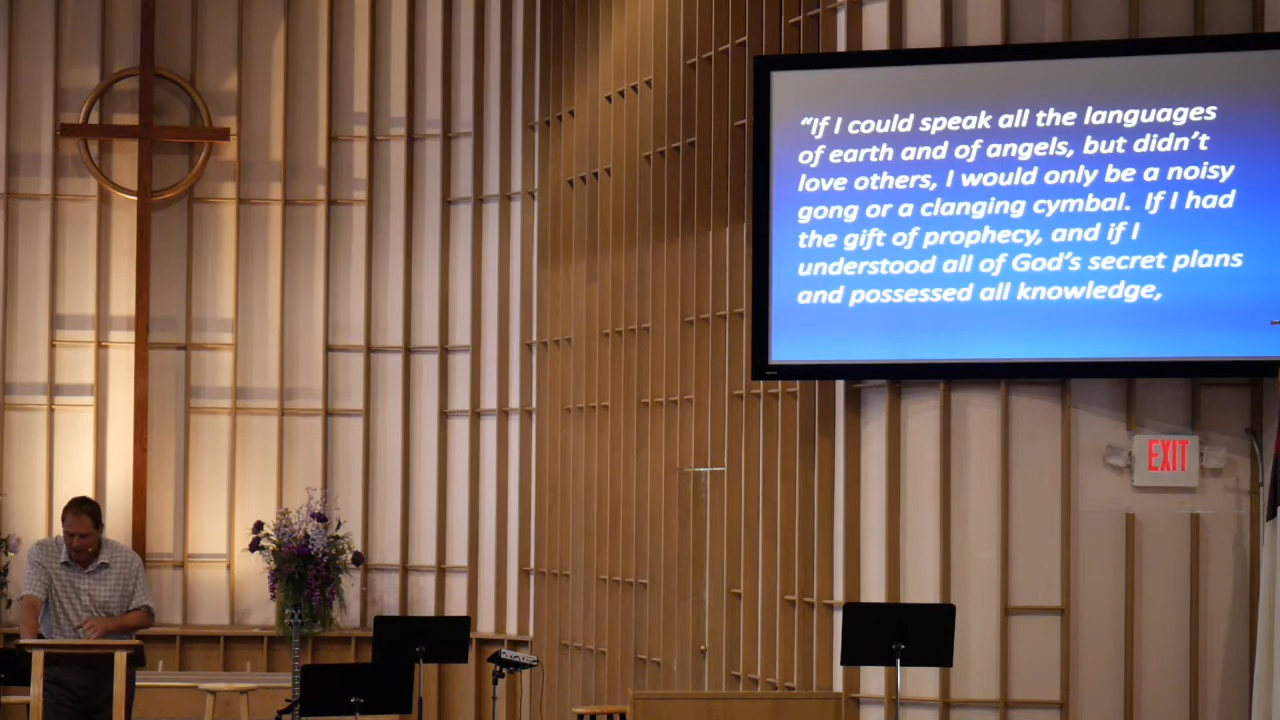 “If I could speak all the languages
of earth and of angels, but didn’t
love others, I would only be a noisy
gong or a clanging cymbal.  If I had
the gift of prophecy, and if I
understood all of God’s secret plans
and possessed all knowledge,
EXIT